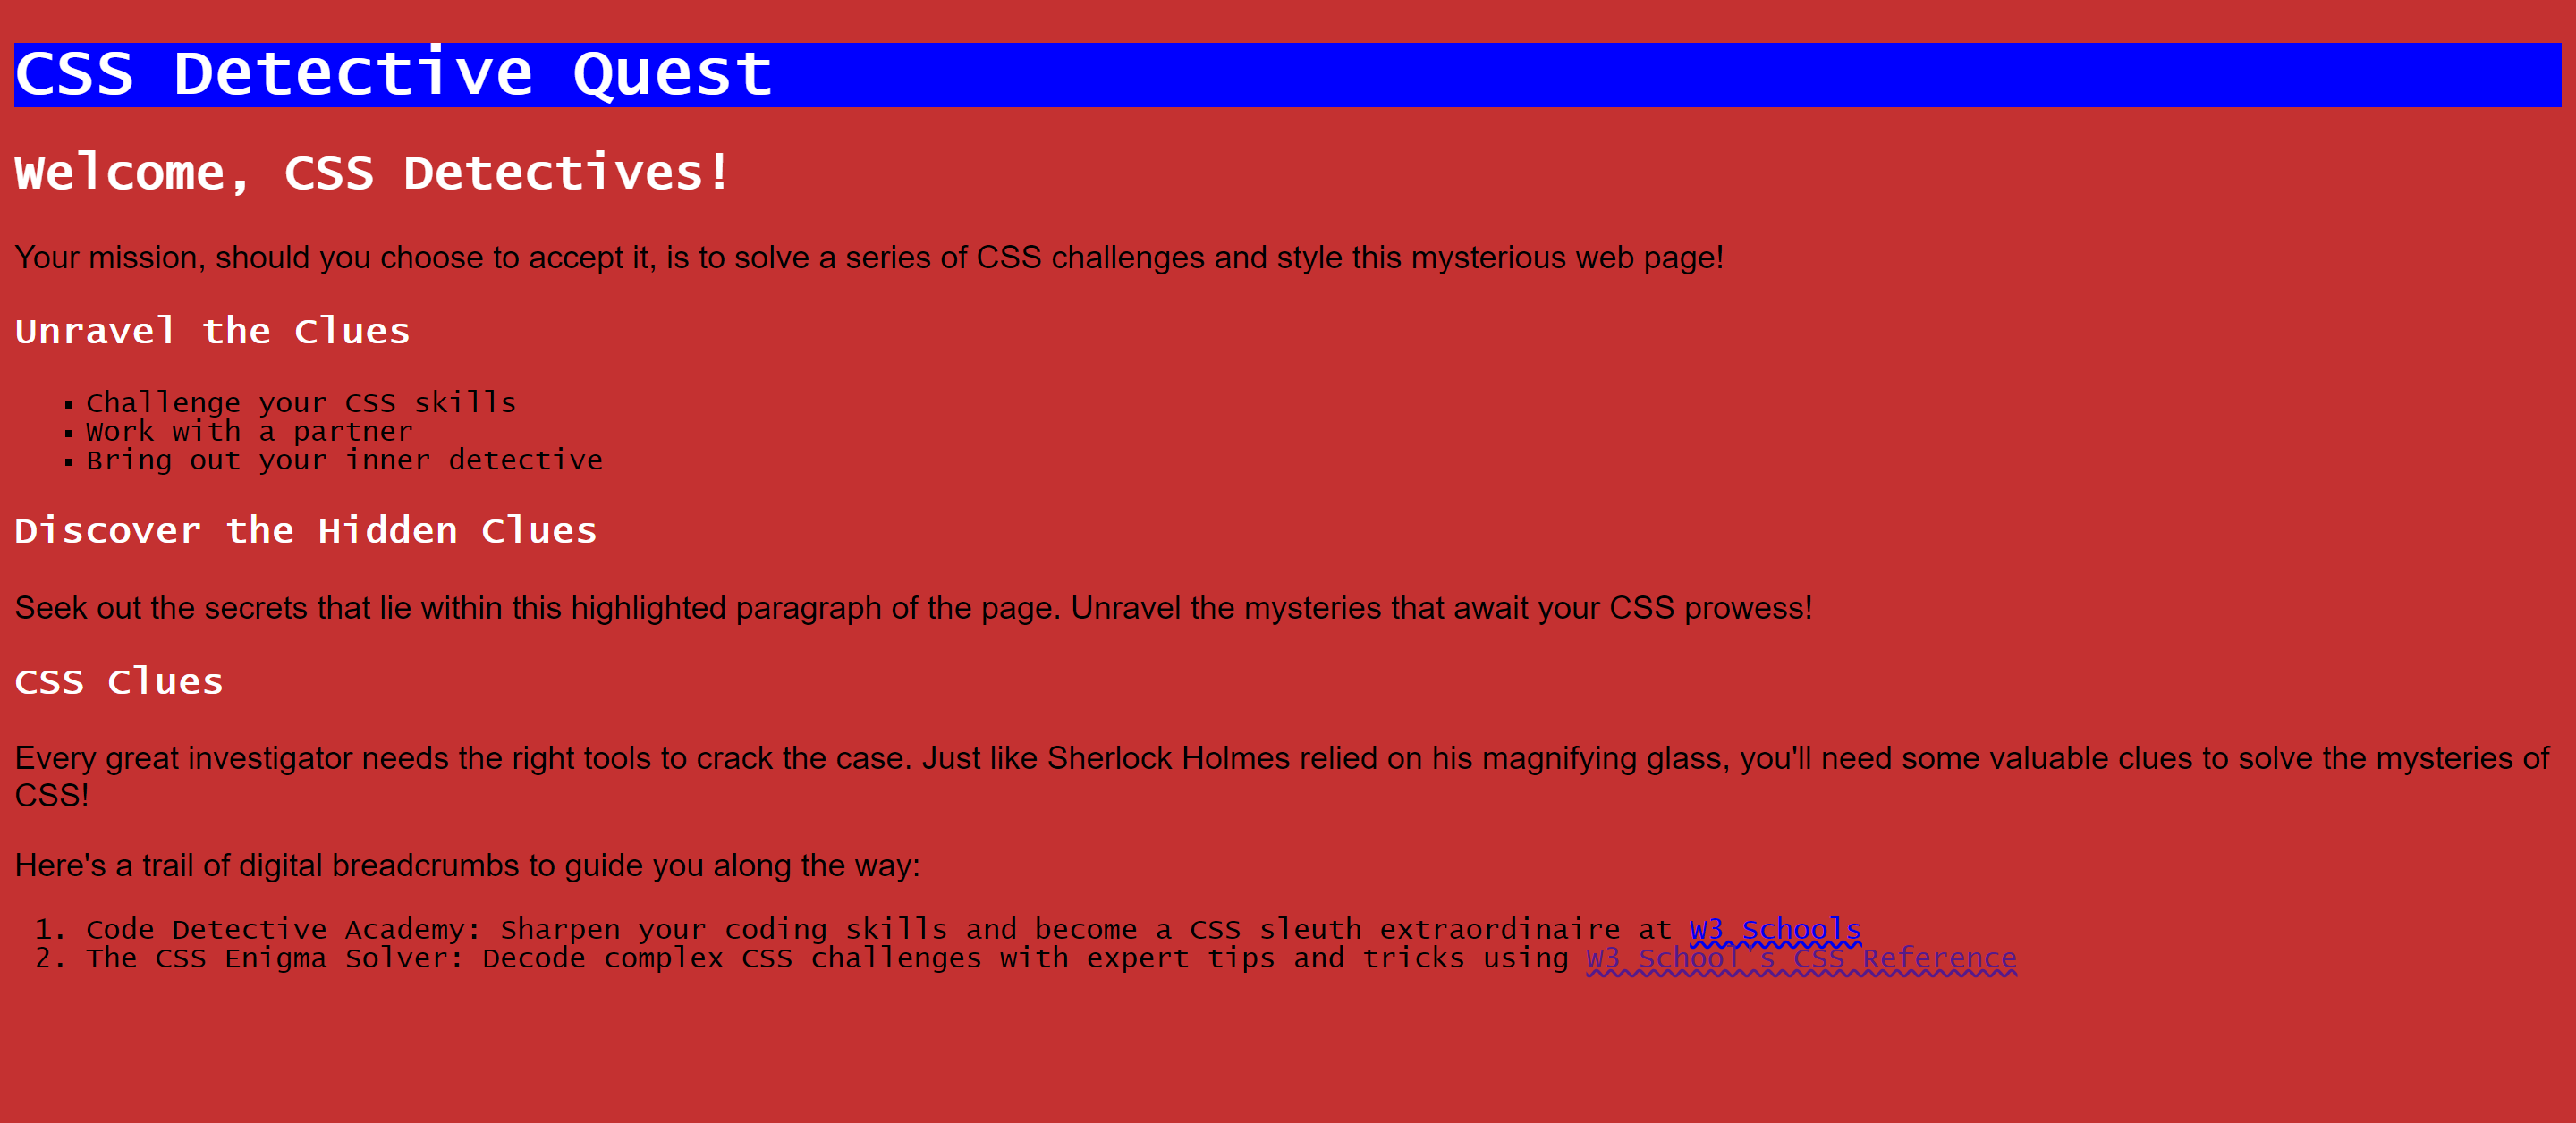 CSS Detective Quest
Welcome, CSS Detectives!
Your mission, should you choose to accept it, is to solve a series of CSS challenges and style this mysterious web page!
Unravel the Clues
▪ Challenge your CSS skills
▪ Work with a partner
▪ Bring out your inner detective
Discover the Hidden Clues
Seek out the secrets that lie within this highlighted paragraph of the page. Unravel the mysteries that await your CSS prowess!
CSS Clues
Every great investigator needs the right tools to crack the case. Just like Sherlock Holmes relied on his magnifying glass, you'll need some valuable clues to solve the mysteries of
CSS!
Here's a trail of digital breadcrumbs to guide you along the way:
1. Code Detective Academy: Sharpen your coding skills and become a CSS sleuth extraordinaire at W3 Schools
2. The CSS Enigma Solver: Decode complex CSS challenges with expert tips and tricks using W3 School's CSS Reference